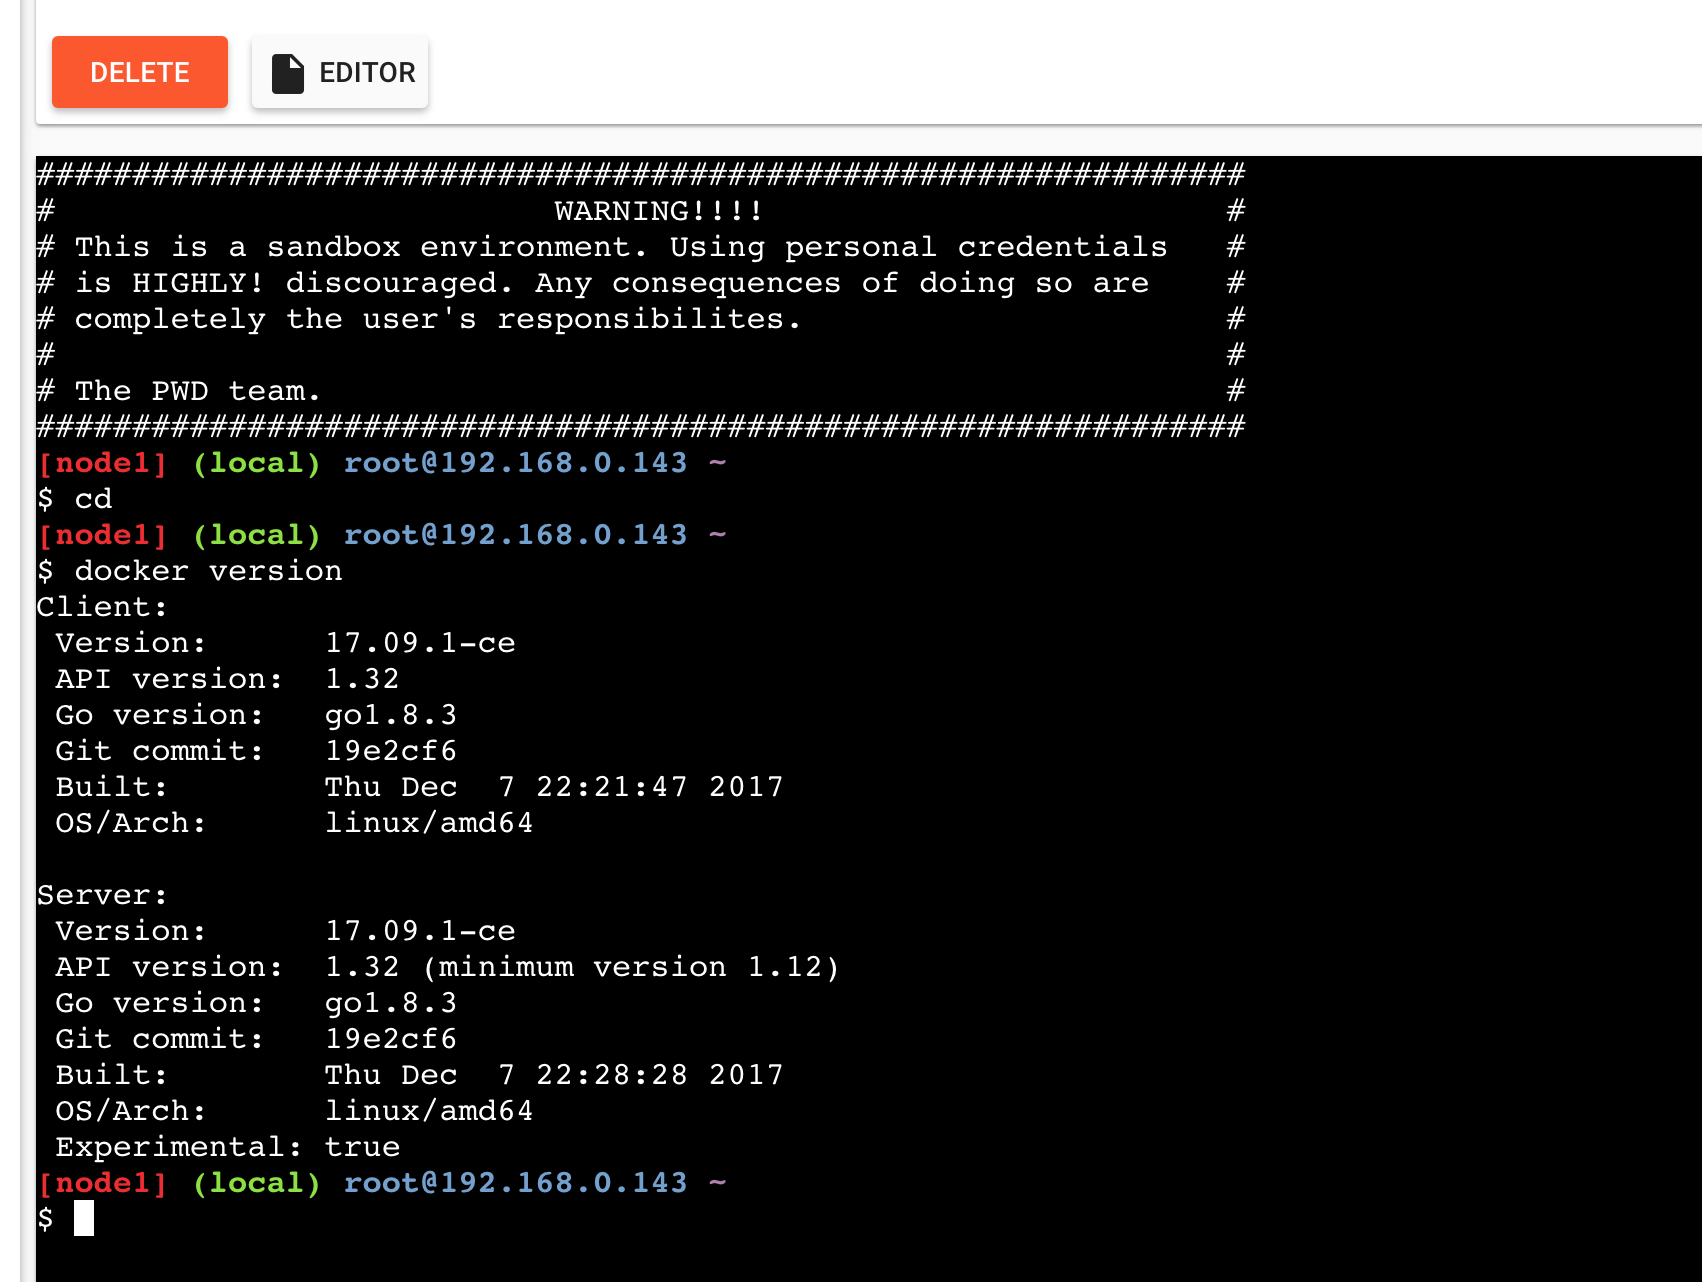 DELETE EDITOR
###############################################################
#                          WARNING!!!!                        #
# This is a sandbox environment. Using personal credentials   #
# is HIGHLY! discouraged. Any consequences of doing so are    #
# completely the user's responsibilites.                      #
#                                                             #
# The PWD team.                                               #
###############################################################
[node1] (local) root@192.168.0.143 ~
$ cd
[node1] (local) root@192.168.0.143 ~
$ docker version
Client:
 Version:      17.09.1-ce
 API version:  1.32
 Go version:   go1.8.3
 Git commit:   19e2cf6
 Built:        Thu Dec  7 22:21:47 2017
 OS/Arch:      linux/amd64

Server:
 Version:      17.09.1-ce
 API version:  1.32 (minimum version 1.12)
 Go version:   go1.8.3
 Git commit:   19e2cf6
 Built:        Thu Dec  7 22:28:28 2017
 OS/Arch:      linux/amd64
 Experimental: true
[node1] (local) root@192.168.0.143 ~
$